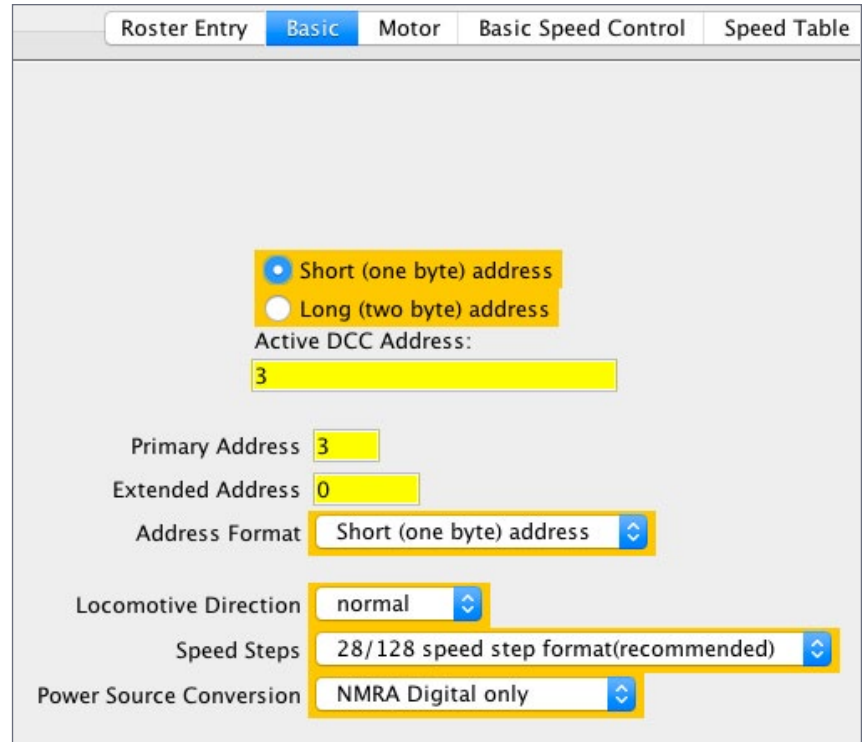 Roster Entry Basic Motor Basic Speed Control Speed Table
Short (one byte) address
Long (two byte) address
Active DCC Address:
3
Primary Address 3
Extended Address 0
Address Format Short (one byte) address
Locomotive Direction normal
Speed Steps 28/128 speed step format(recommended)
Power Source Conversion NMRA Digital only